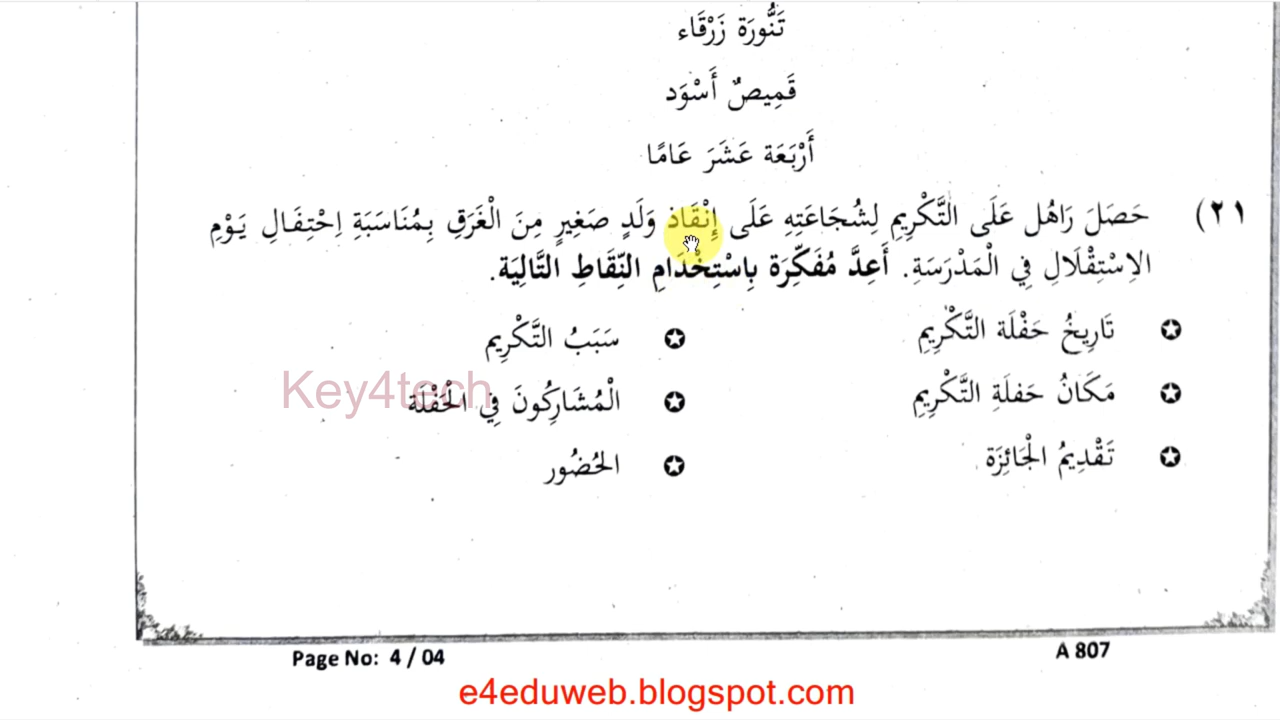 تَنُّورَة زَرْقَاء
قَمِيصٌ أَسْوَد
أَرْبَعَة عَشَرَ عَامًا
٢١) حَصَلَ رَاهُل عَلَى التَّكْرِيمِ لِشُجَاعَتِهِ عَلَى إِنْقَاذ وَلَدٍ صَغِيرٍ مِنَ الْغَرَقِ بِمُنَاسَبَةِ اِحْتِفَالِ يَوْمِ
الاِسْتِقْلَالِ فِي الْمَدْرَسَةِ. أَعِدَّ مُفَكِّرَة بِاسْتِخْدَامِ النِّقَاطِ التَّالِيَة.
✪ تَارِيخُ حَفْلَة التَّكْرِيمِ ✪ سَبَبُ التَّكْرِيم
✪ مَكَانُ حَفلَةِ التَّكْرِيمِ ✪ الْمُشَارِكُونَ فِي الْحَفْلَة
Key4tech
✪ تَقْدِيمُ الْجَائِزَة ✪ الحُضُور
Page No: 4 / 04 A 807
e4eduweb.blogspot.com